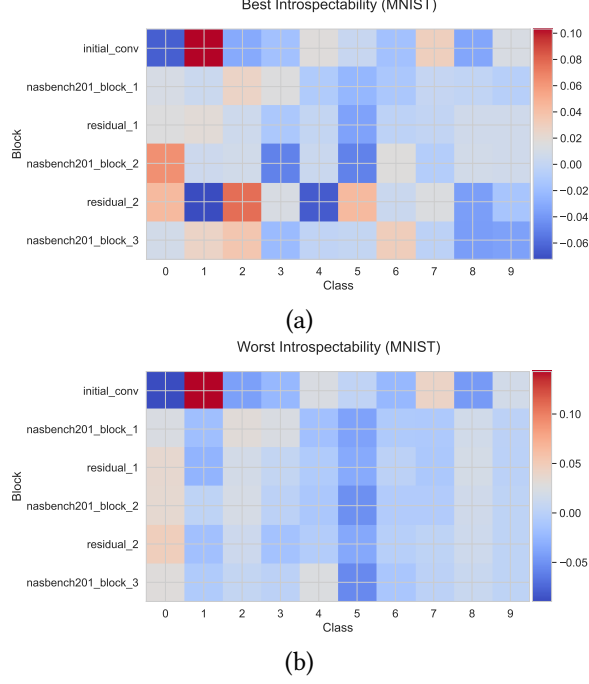 Best Introspectability (MNIST)
Block
initial_conv
nasbench201_block_1
residual_1
nasbench201_block_2
residual_2
nasbench201_block_3
0 1 2 3 4 5 6 7 8 9
Class
0.10
0.08
0.06
0.04
0.02
0.00
−0.02
−0.04
−0.06
(a)
Worst Introspectability (MNIST)
Block
initial_conv
nasbench201_block_1
residual_1
nasbench201_block_2
residual_2
nasbench201_block_3
0 1 2 3 4 5 6 7 8 9
Class
0.10
0.05
0.00
−0.05
(b)